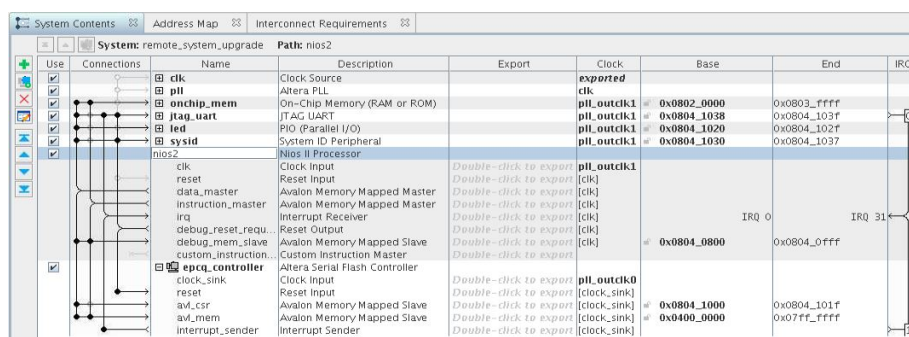 System Contents Address Map Interconnect Requirements
System: remote_system_upgrade Path: nios2
Use Connections Name Description Export Clock Base End IRQ
clk Clock Source exported
pll Altera PLL clk
onchip_mem On-Chip Memory (RAM or ROM) pll_outclk1 0x0802_0000 0x0803_ffff
jtag_uart JTAG UART pll_outclk1 0x0804_1038 0x0804_103f
led PIO (Parallel I/O) pll_outclk1 0x0804_1020 0x0804_102f
sysid System ID Peripheral pll_outclk1 0x0804_1030 0x0804_1037
nios2 Nios II Processor
clk Clock Input Double-click to export pll_outclk1
reset Reset Input Double-click to export [clk]
data_master Avalon Memory Mapped Master Double-click to export [clk]
instruction_master Avalon Memory Mapped Master Double-click to export [clk]
irq Interrupt Receiver Double-click to export [clk] IRQ 0 IRQ 31
debug_reset_requ... Reset Output Double-click to export [clk]
debug_mem_slave Avalon Memory Mapped Slave Double-click to export [clk] 0x0804_0800 0x0804_0fff
custom_instruction... Custom Instruction Master Double-click to export
epcq_controller Altera Serial Flash Controller
clock_sink Clock Input Double-click to export pll_outclk0
reset Reset Input Double-click to export [clock_sink]
avl_csr Avalon Memory Mapped Slave Double-click to export [clock_sink] 0x0804_1000 0x0804_101f
avl_mem Avalon Memory Mapped Slave Double-click to export [clock_sink] 0x0400_0000 0x07ff_ffff
interrupt_sender Interrupt Sender Double-click to export [clock_sink]